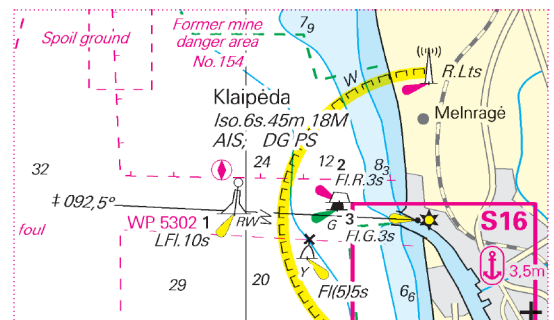 7₉
Former mine
danger area
No.154
Spoil ground
W
R.Lts
Klaipėda
Iso.6s.45m 18M
AIS, DG PS
Melnragė
32
24
12
2
8₃
Fl.R.3s
‡ 092,5°
WP 5302 1
RW
G
3
S16
foul
LFl.10s
Fl.G.3s
Y
3,5m
29
20
Fl(5)5s
6₆